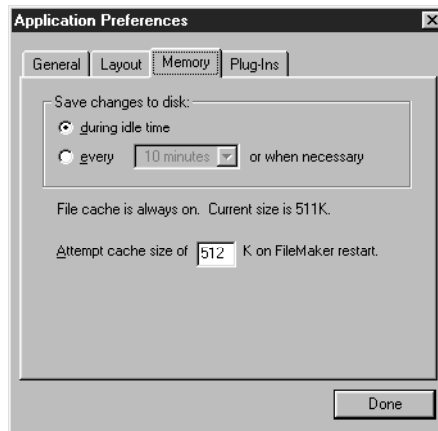 Application Preferences
General Layout Memory Plug-Ins
Save changes to disk:
during idle time
every 10 minutes or when necessary
File cache is always on. Current size is 511K.
Attempt cache size of 512 K on FileMaker restart.
Done